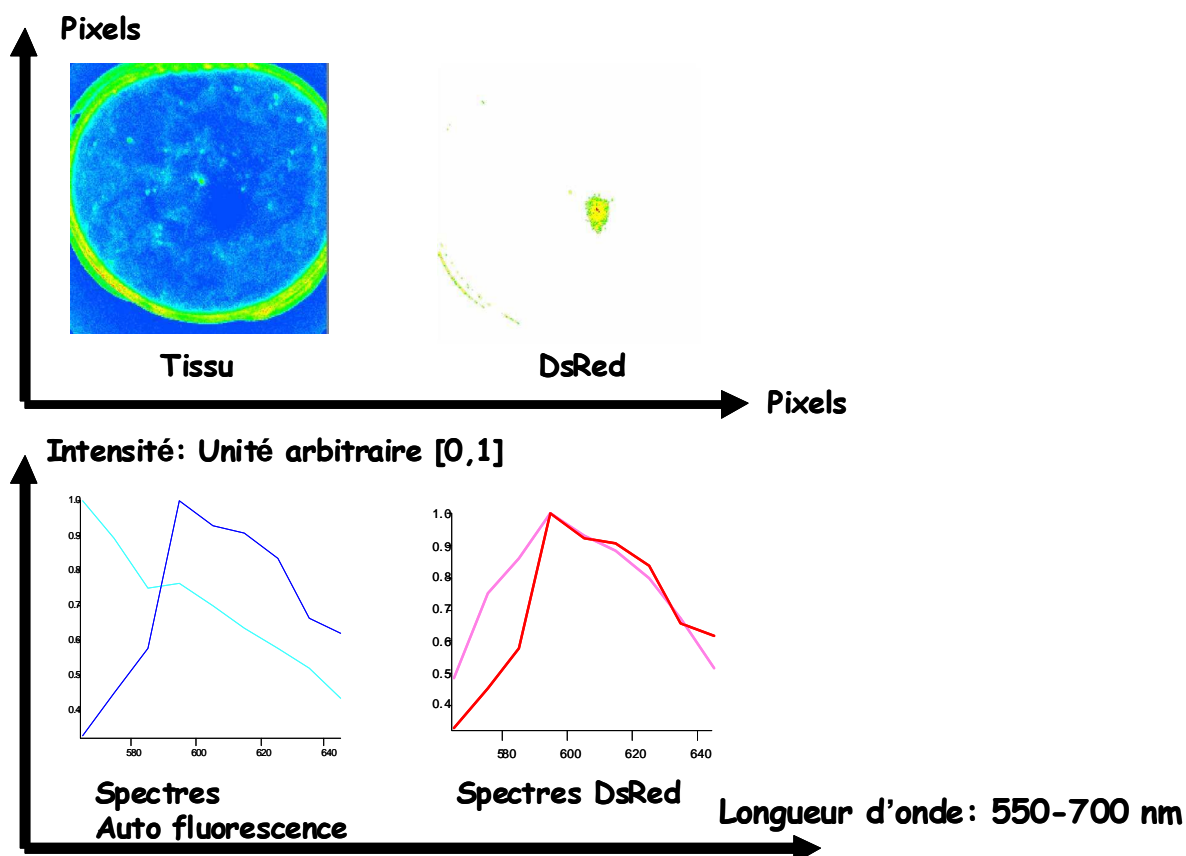 Pixels
Tissu
DsRed
Pixels
Intensité: Unité arbitraire [0,1]
1.0
0.9
0.8
0.7
0.6
0.5
0.4
580
600
620
640
1.0
0.9
0.8
0.7
0.6
0.5
0.4
580
600
620
640
Spectres
Auto fluorescence
Spectres DsRed
Longueur d’onde: 550-700 nm